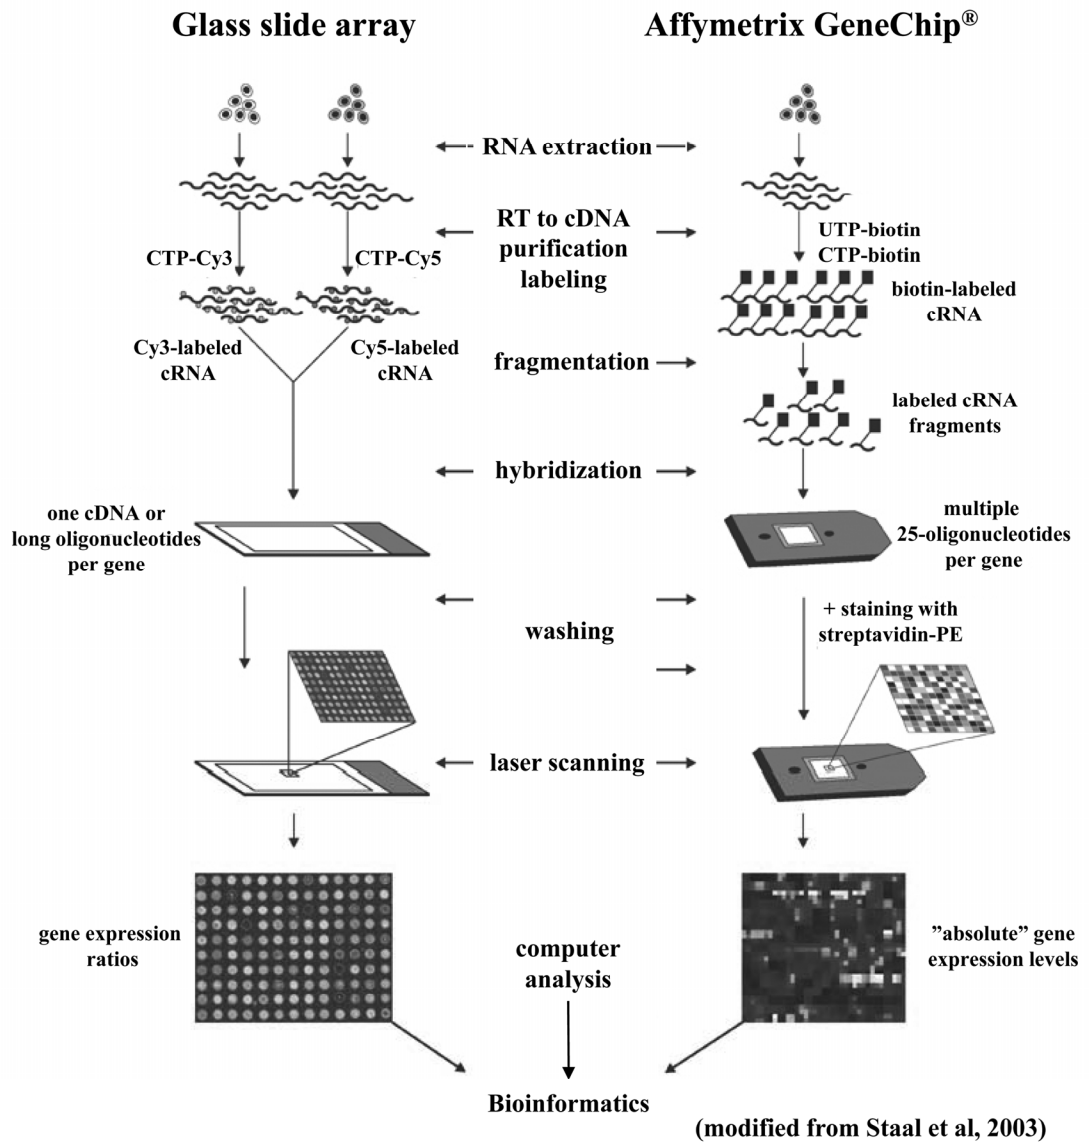 Glass slide array
Affymetrix GeneChip®
RNA extraction
RT to cDNA
purification
labeling
CTP-Cy3
CTP-Cy5
UTP-biotin
CTP-biotin
biotin-labeled
cRNA
Cy3-labeled
cRNA
Cy5-labeled
cRNA
fragmentation
labeled cRNA
fragments
hybridization
one cDNA or
long oligonucleotides
per gene
multiple
25-oligonucleotides
per gene
washing
+ staining with
streptavidin-PE
laser scanning
gene expression
ratios
computer
analysis
”absolute” gene
expression levels
Bioinformatics
(modified from Staal et al, 2003)